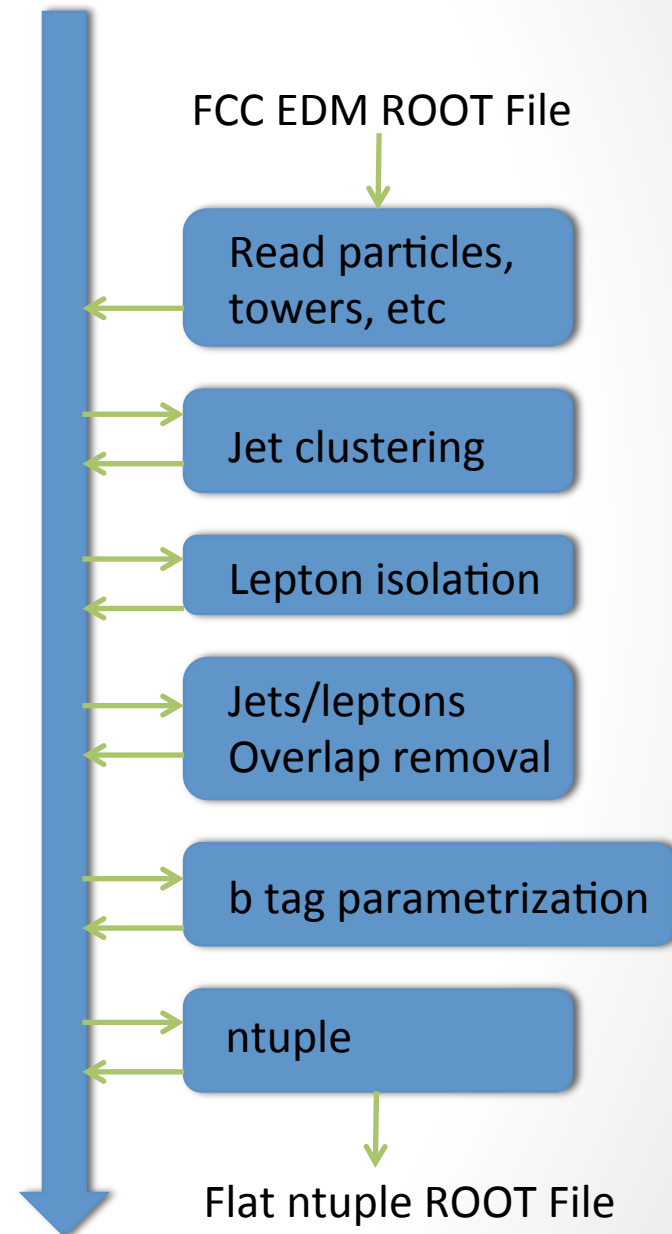 FCC EDM ROOT File
Read particles,
towers, etc
Jet clustering
Lepton isolation
Jets/leptons
Overlap removal
b tag parametrization
ntuple
Flat ntuple ROOT File